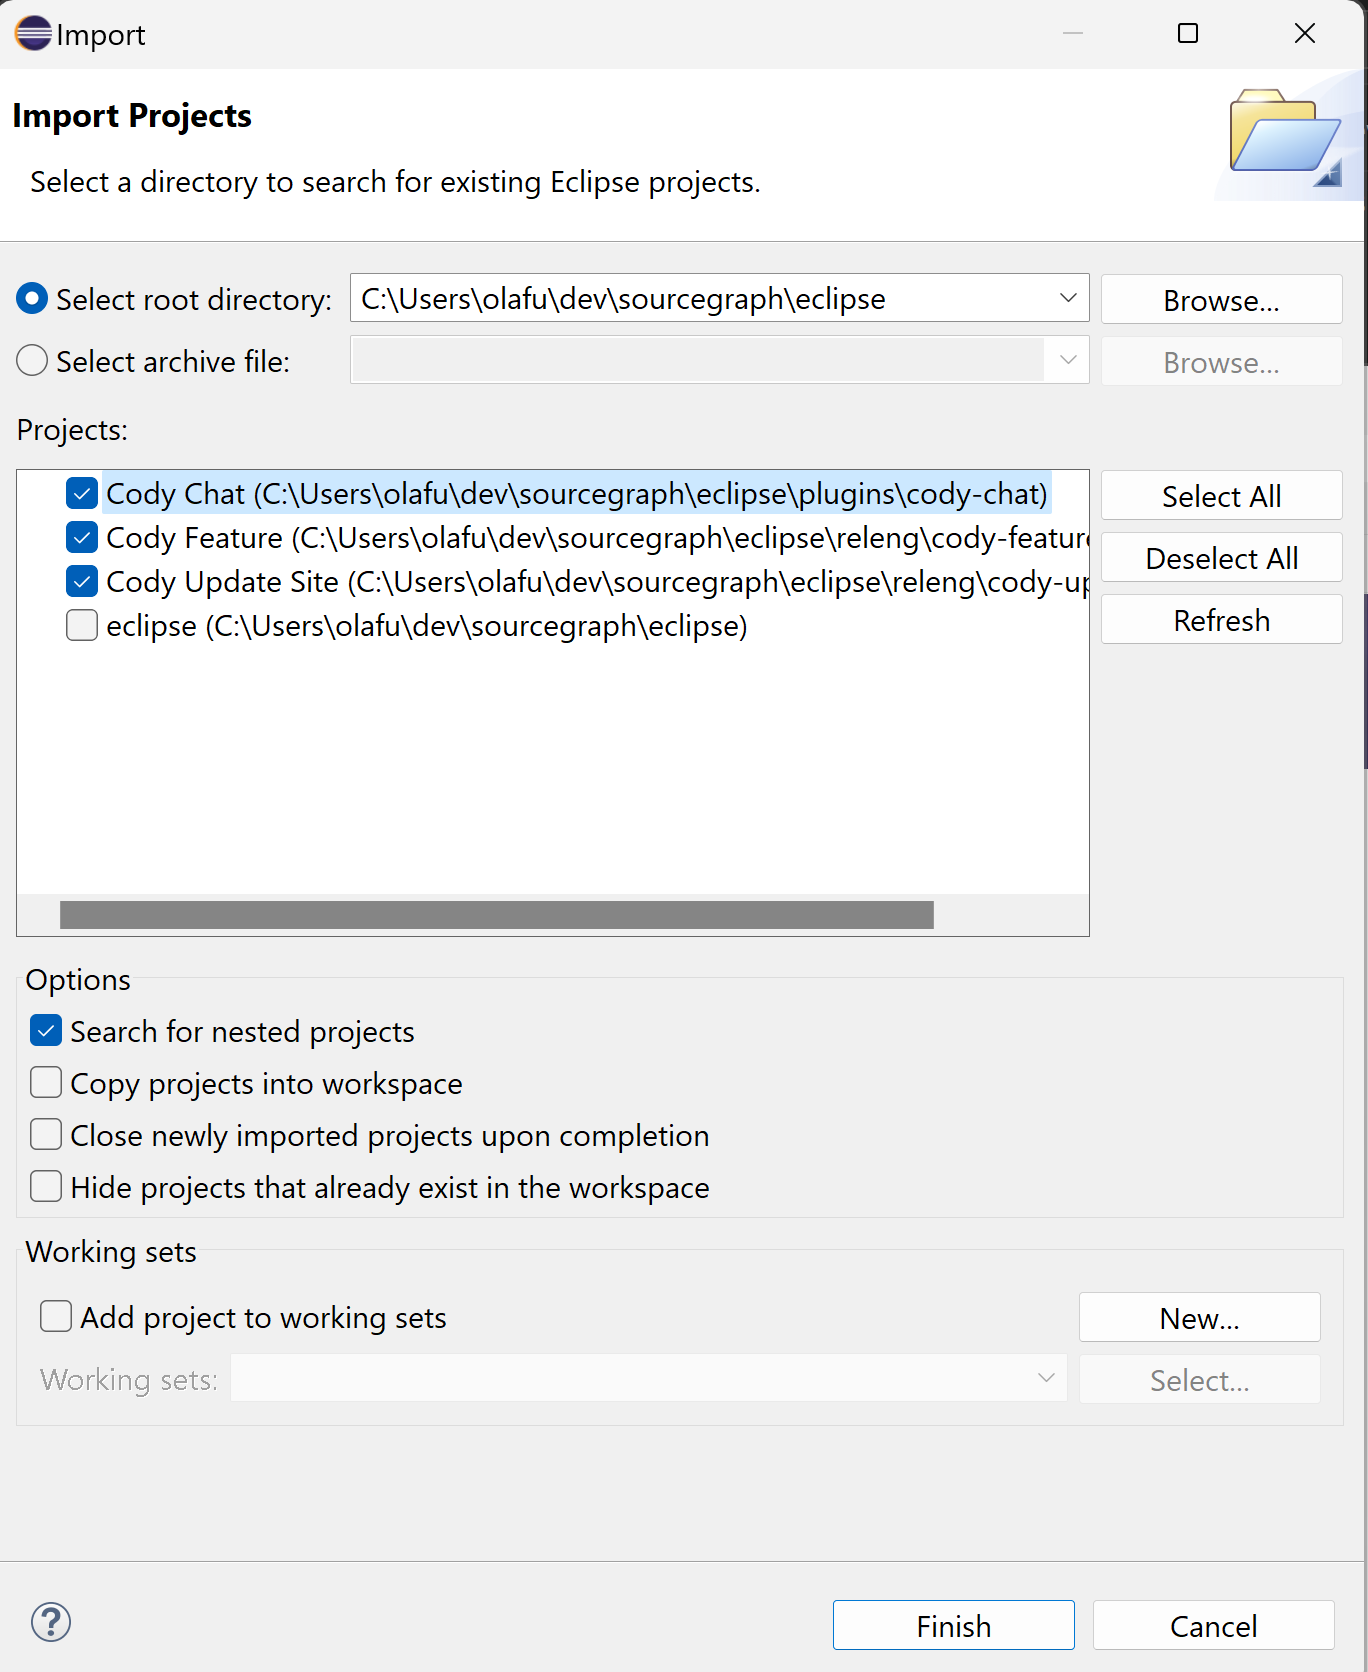 Import
Import Projects
Select a directory to search for existing Eclipse projects.
Select root directory: C:\Users\olafu\dev\sourcegraph\eclipse Browse...
Select archive file: Browse...
Projects:
Cody Chat (C:\Users\olafu\dev\sourcegraph\eclipse\plugins\cody-chat) Select All
Cody Feature (C:\Users\olafu\dev\sourcegraph\eclipse\releng\cody-feature Deselect All
Cody Update Site (C:\Users\olafu\dev\sourcegraph\eclipse\releng\cody-up
eclipse (C:\Users\olafu\dev\sourcegraph\eclipse) Refresh
Options
Search for nested projects
Copy projects into workspace
Close newly imported projects upon completion
Hide projects that already exist in the workspace
Working sets
Add project to working sets New...
Working sets: Select...
? Finish Cancel